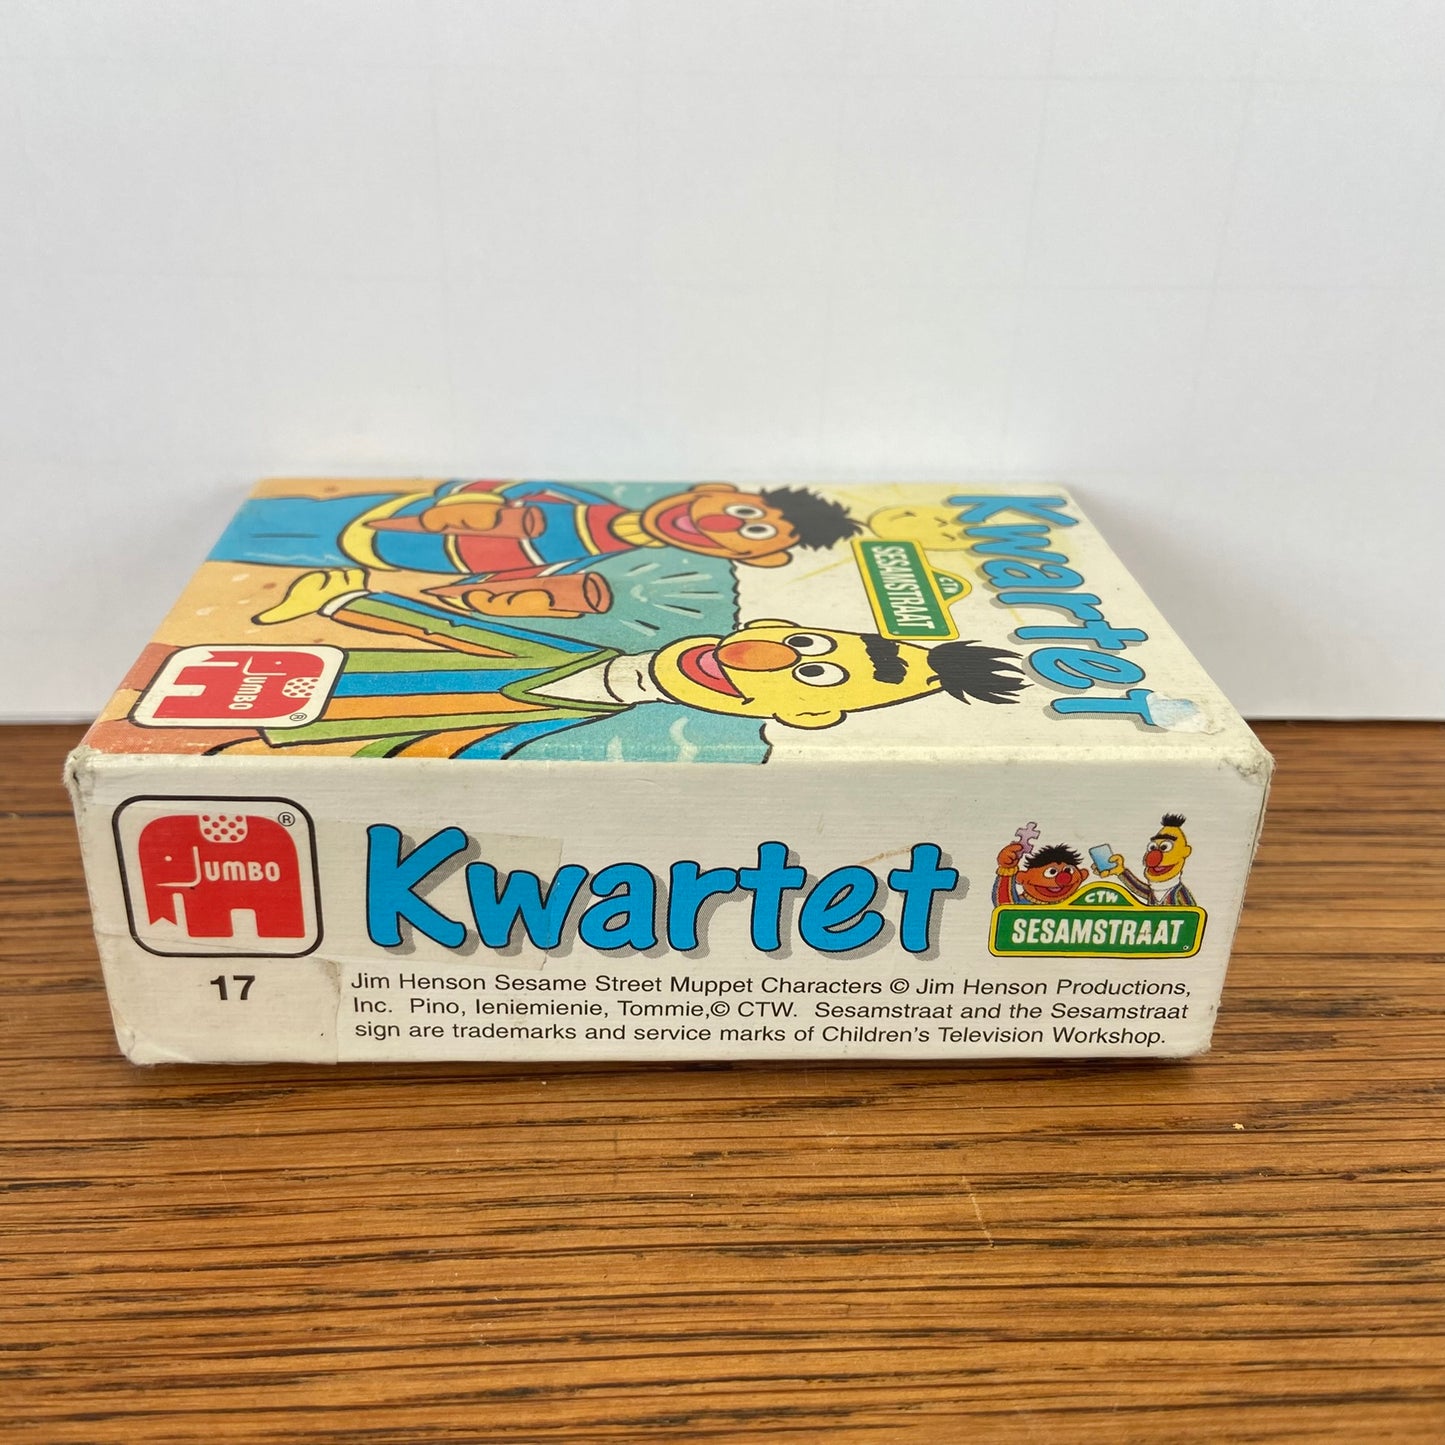 Kwartet
CTW
SESAMSTRAAT
JUMBO
®
JUMBO
®
17
Kwartet
CTW
SESAMSTRAAT
Jim Henson Sesame Street Muppet Characters © Jim Henson Productions,
Inc. Pino, Ieniemienie, Tommie,© CTW. Sesamstraat and the Sesamstraat
sign are trademarks and service marks of Children's Television Workshop.